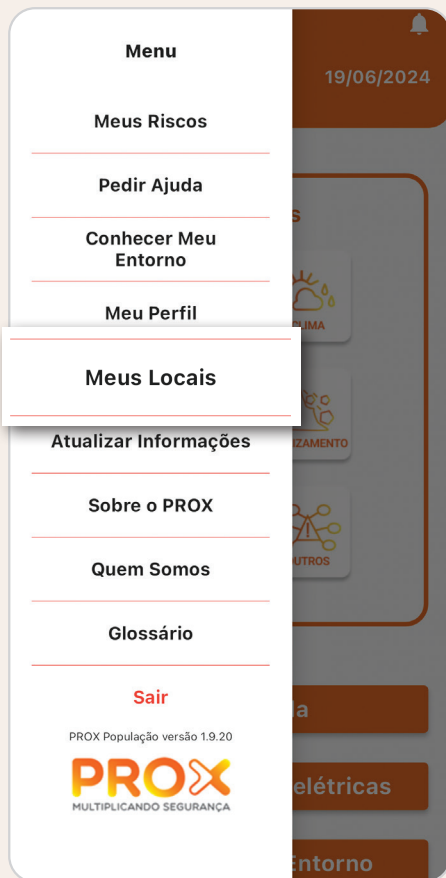 Menu
19/06/2024
Meus Riscos
Pedir Ajuda
s
Conhecer Meu
Entorno
Meu Perfil
LIMA
Meus Locais
Atualizar Informações
ZAMENTO
Sobre o PROX
Quem Somos
UTROS
Glossário
Sair
a
PROX População versão 1.9.20
PROX
MULTIPLICANDO SEGURANÇA
elétricas
Entorno